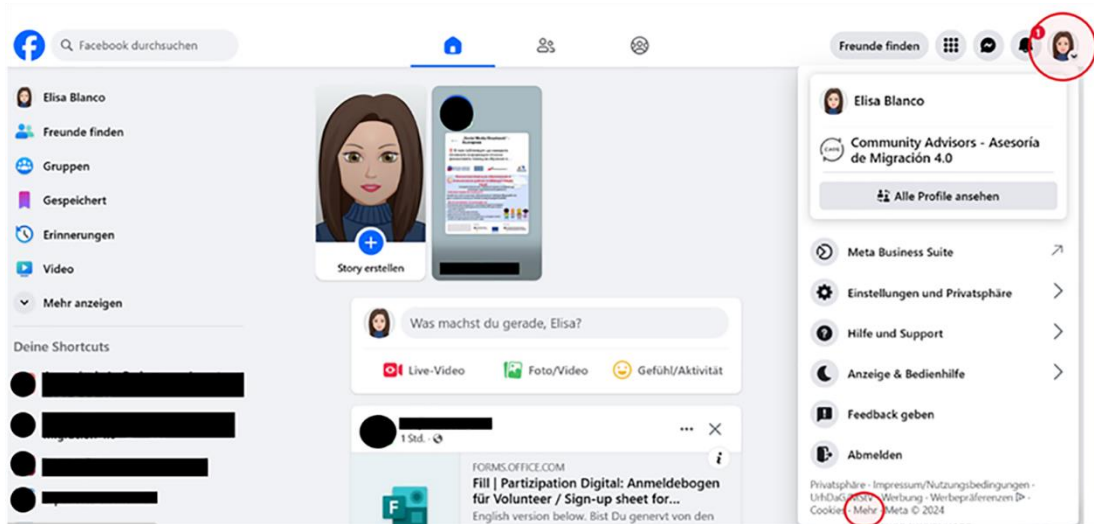 Facebook durchsuchen
Freunde finden
1
Elisa Blanco
Freunde finden
Gruppen
Gespeichert
Erinnerungen
Video
Mehr anzeigen
Deine Shortcuts
Story erstellen
Was machst du gerade, Elisa?
Live-Video
Foto/Video
Gefühl/Aktivität
1 Std. ·
FORMS.OFFICE.COM
Fill | Partizipation Digital: Anmeldebogen
für Volunteer / Sign-up sheet for...
English version below. Bist Du genervt von den
Elisa Blanco
Community Advisors - Asesoría
de Migración 4.0
Alle Profile ansehen
Meta Business Suite
Einstellungen und Privatsphäre
Hilfe und Support
Anzeige & Bedienhilfe
Feedback geben
Abmelden
Privatsphäre · Impressum/Nutzungsbedingungen ·
UrhDaG/MStV · Werbung · Werbepräferenzen ·
Cookies · Mehr · Meta © 2024